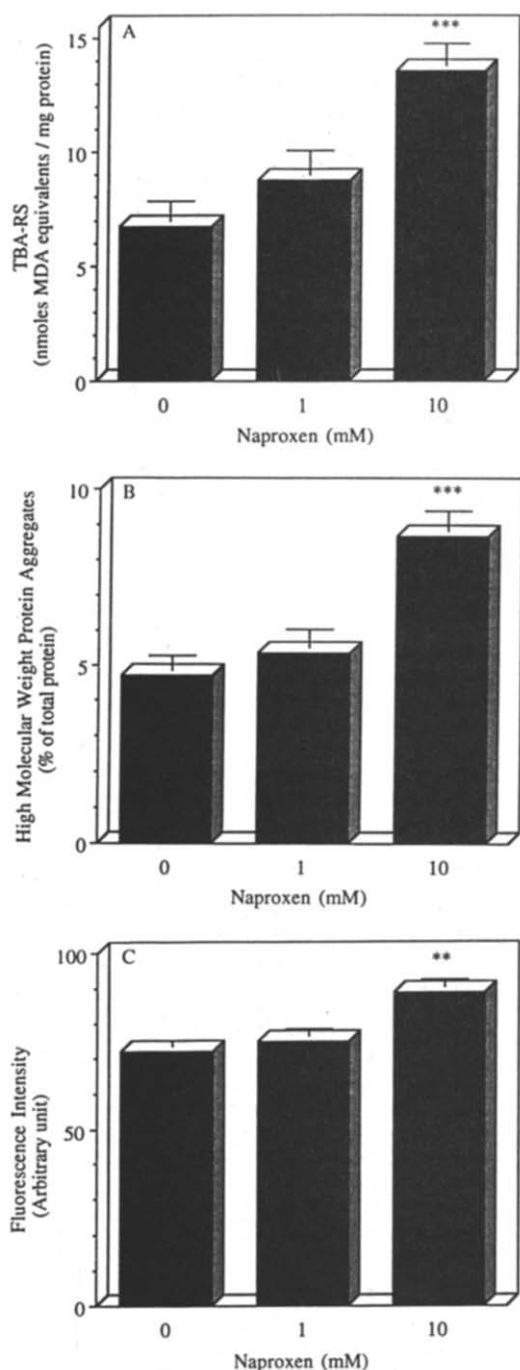 A
***
TBA-RS
(nmoles MDA equivalents / mg protein)
15
10
5
0
0 1 10
Naproxen (mM)
B
***
High Molecular Weight Protein Aggregates
(% of total protein)
10
5
0
0 1 10
Naproxen (mM)
C
**
Fluorescence Intensity
(Arbitrary unit)
100
50
0
0 1 10
Naproxen (mM)